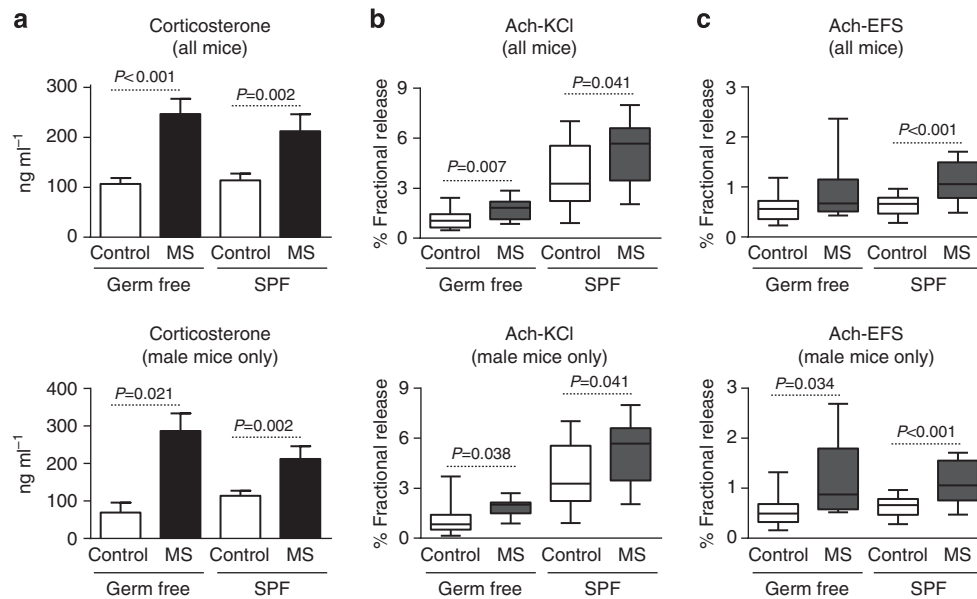 a
Corticosterone
(all mice)
ng ml⁻¹
300
200
100
0
P<0.001
P=0.002
Control MS Control MS
Germ free SPF
b
Ach-KCl
(all mice)
% Fractional release
9
6
3
0
P=0.007
P=0.041
Control MS Control MS
Germ free SPF
c
Ach-EFS
(all mice)
% Fractional release
3
2
1
0
P<0.001
Control MS Control MS
Germ free SPF
Corticosterone
(male mice only)
ng ml⁻¹
400
300
200
100
0
P=0.021
P=0.002
Control MS Control MS
Germ free SPF
Ach-KCl
(male mice only)
% Fractional release
9
6
3
0
P=0.038
P=0.041
Control MS Control MS
Germ free SPF
Ach-EFS
(male mice only)
% Fractional release
3
2
1
0
P=0.034
P<0.001
Control MS Control MS
Germ free SPF